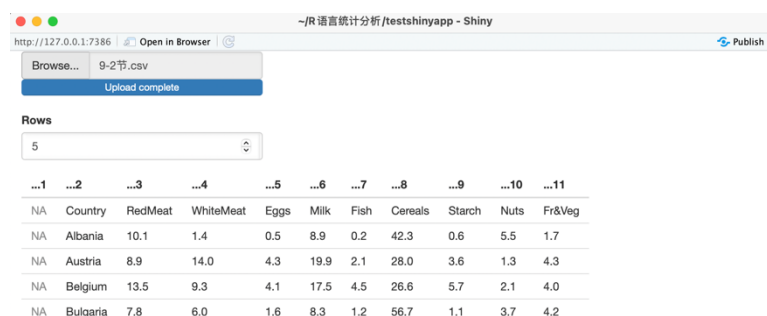 ~/R语言统计分析/testshinyapp - Shiny
http://127.0.0.1:7386 Open in Browser Publish
Browse... 9-2节.csv
Upload complete
Rows
5
...1 ...2 ...3 ...4 ...5 ...6 ...7 ...8 ...9 ...10 ...11
NA Country RedMeat WhiteMeat Eggs Milk Fish Cereals Starch Nuts Fr&Veg
NA Albania 10.1 1.4 0.5 8.9 0.2 42.3 0.6 5.5 1.7
NA Austria 8.9 14.0 4.3 19.9 2.1 28.0 3.6 1.3 4.3
NA Belgium 13.5 9.3 4.1 17.5 4.5 26.6 5.7 2.1 4.0
NA Bulgaria 7.8 6.0 1.6 8.3 1.2 56.7 1.1 3.7 4.2